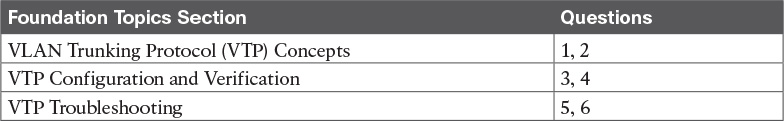 Foundation Topics Section Questions
VLAN Trunking Protocol (VTP) Concepts 1, 2
VTP Configuration and Verification 3, 4
VTP Troubleshooting 5, 6